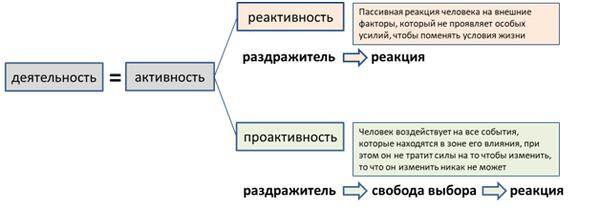 реактивность
Пассивная реакция человека на внешние
факторы, который не проявляет особых
усилий, чтобы поменять условия жизни
раздражитель реакция
деятельность = активность
проактивность
Человек воздействует на все события,
которые находятся в зоне его влияния, при
этом он не тратит силы на то чтобы изменить,
то что он изменить никак не может
раздражитель свобода выбора реакция